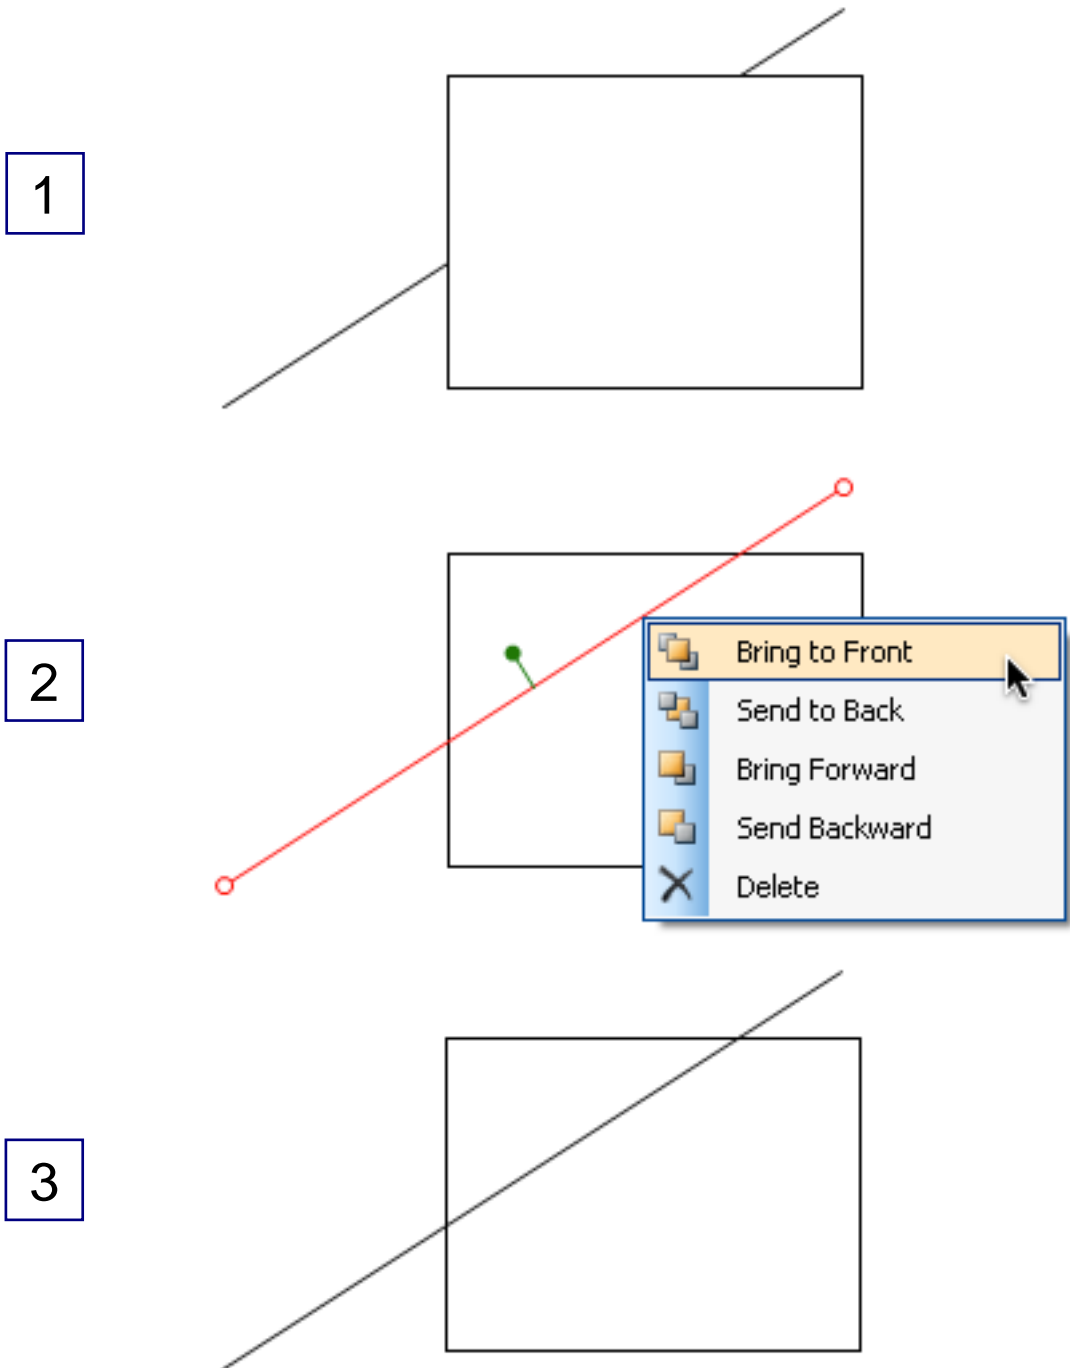 1
2
Bring to Front
Send to Back
Bring Forward
Send Backward
Delete
3